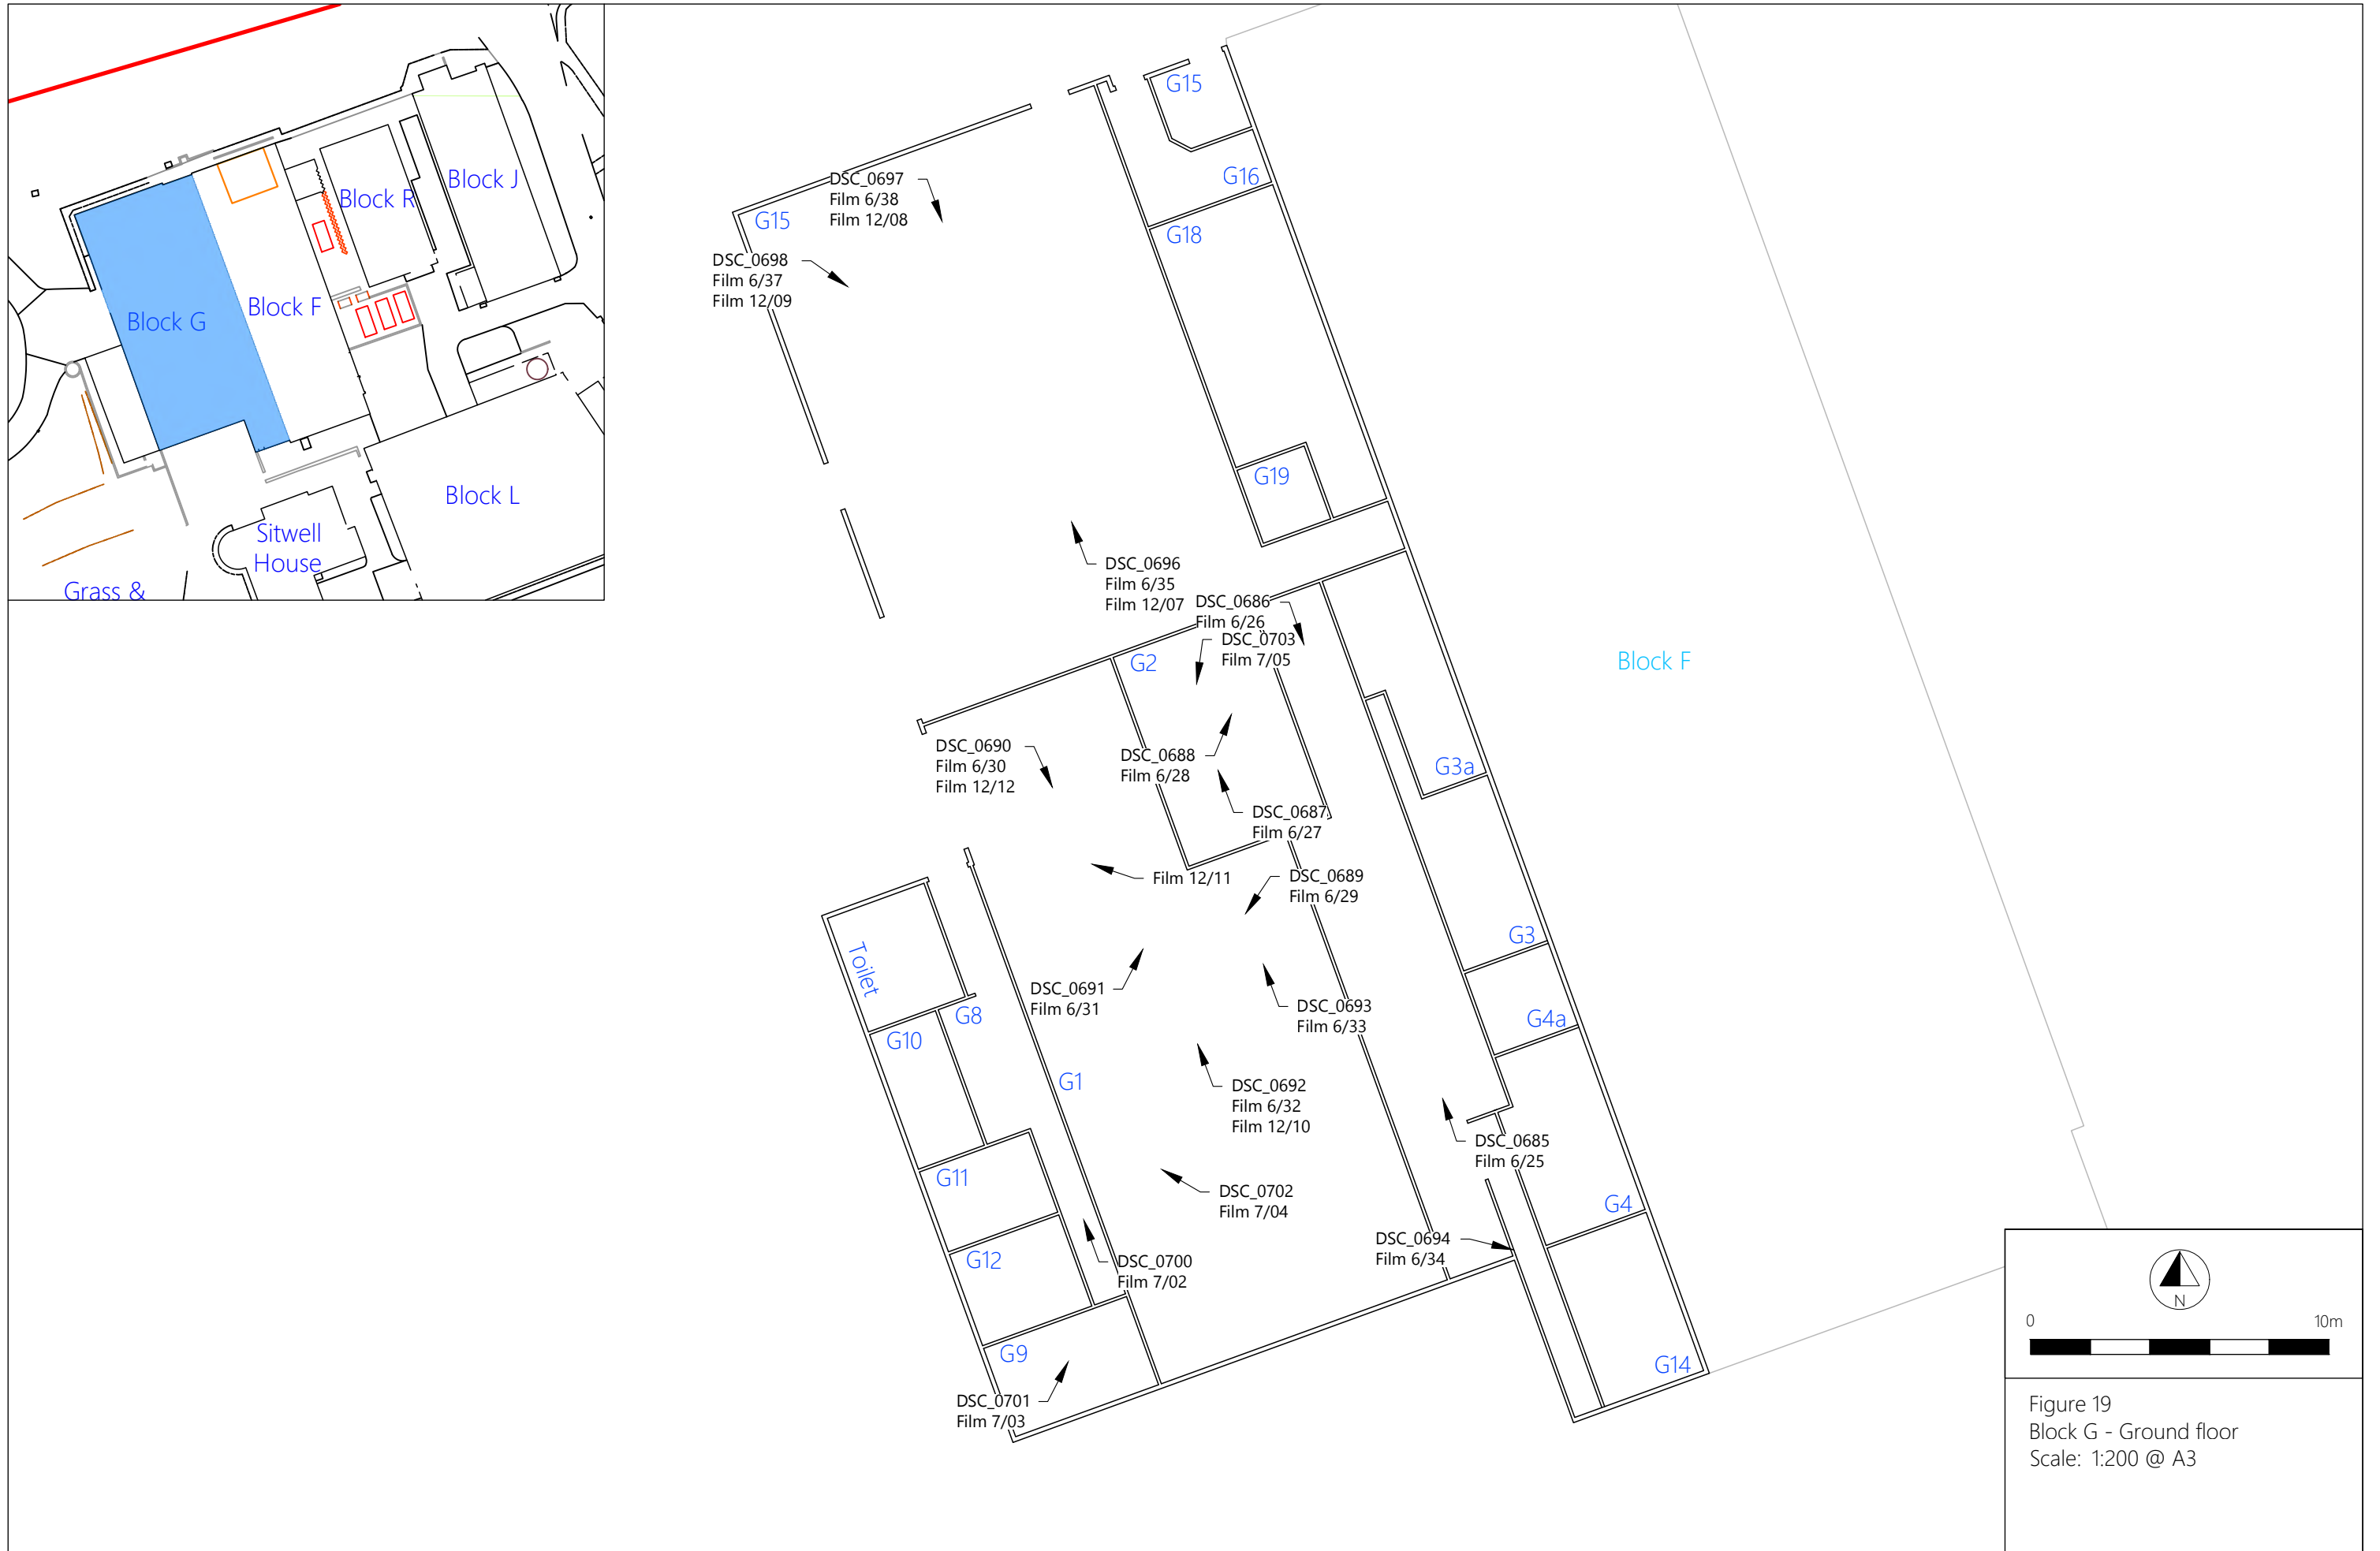 Block J
Block R
Block F
Block G
Block L
Sitwell
House
Grass &
G15
G16
G15
DSC_0697
Film 6/38
Film 12/08
G18
DSC_0698
Film 6/37
Film 12/09
G19
DSC_0696
Film 6/35
Film 12/07
DSC_0686
Film 6/26
DSC_0703
Film 7/05
G2
Block F
DSC_0690
Film 6/30
Film 12/12
DSC_0688
Film 6/28
G3a
DSC_0687
Film 6/27
Film 12/11
DSC_0689
Film 6/29
G3
Toilet
DSC_0691
Film 6/31
DSC_0693
Film 6/33
G8
G4a
G10
G1
DSC_0692
Film 6/32
Film 12/10
DSC_0685
Film 6/25
G11
DSC_0702
Film 7/04
G4
DSC_0694
Film 6/34
G12
DSC_0700
Film 7/02
G9
G14
DSC_0701
Film 7/03
N
0 10m
Figure 19
Block G - Ground floor
Scale: 1:200 @ A3